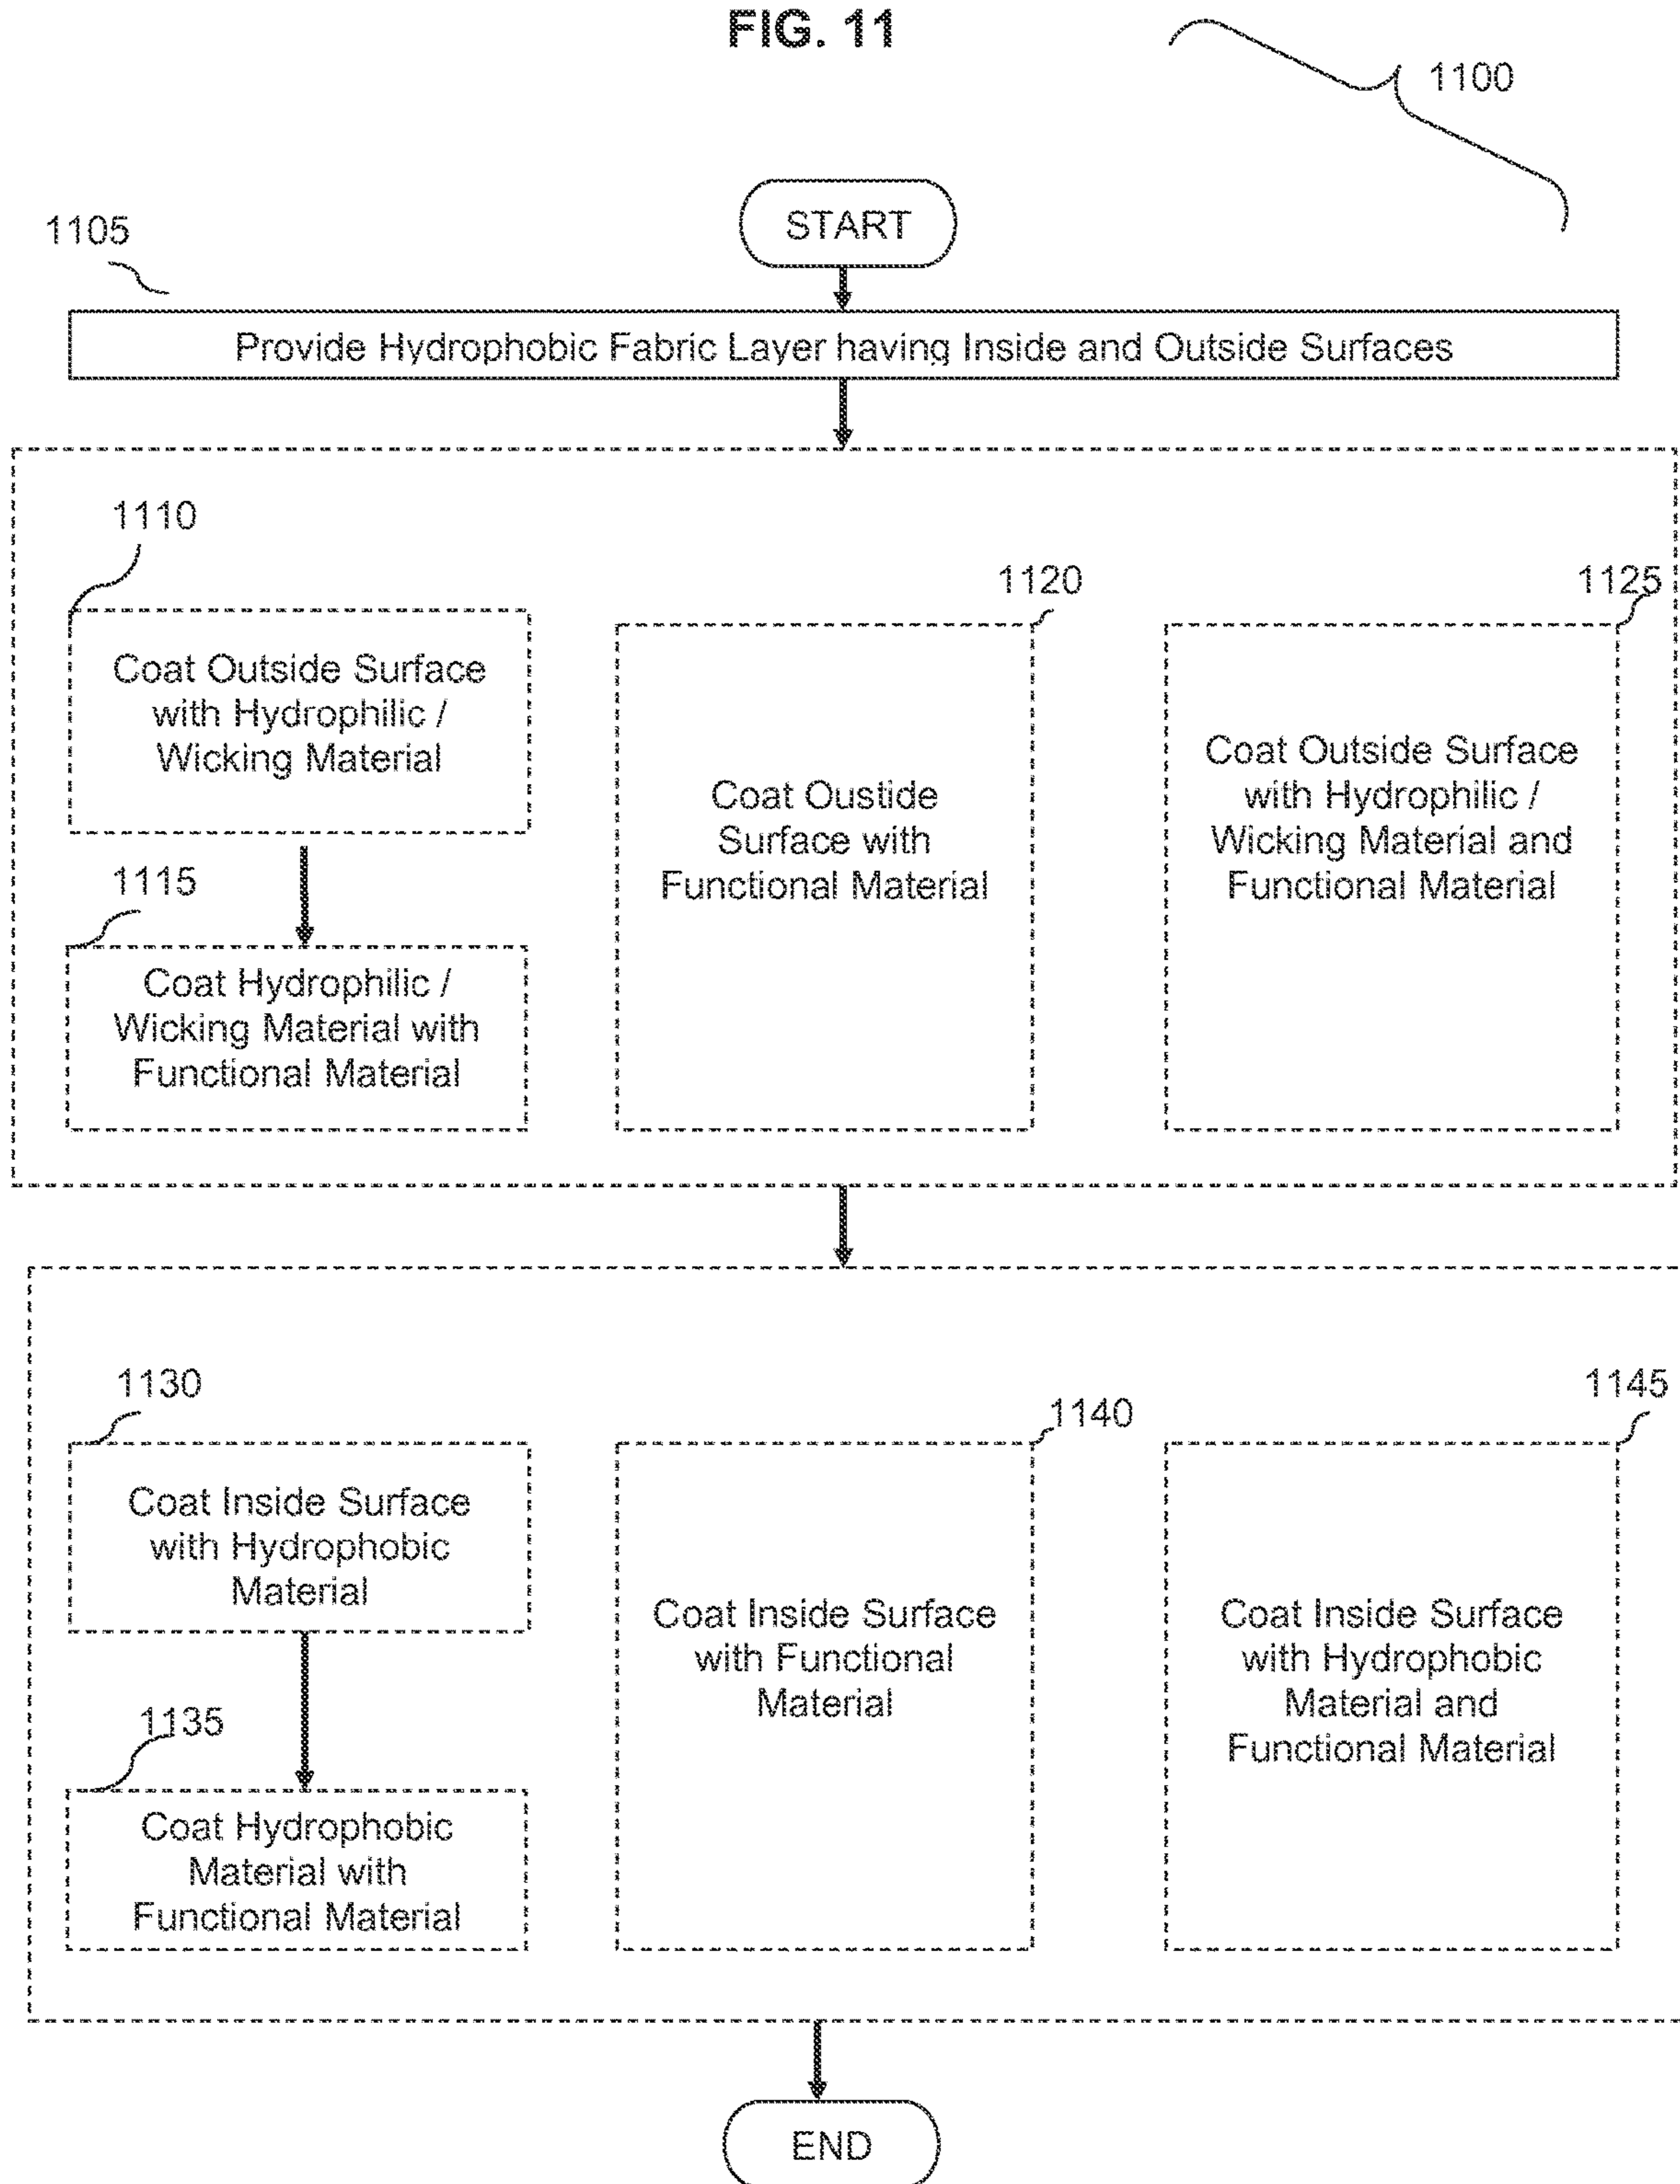 FIG. 11
1100
START
1105
Provide Hydrophobic Fabric Layer having Inside and Outside Surfaces
1110
Coat Outside Surface
with Hydrophilic /
Wicking Material
1115
Coat Hydrophilic /
Wicking Material with
Functional Material
1120
Coat Oustide
Surface with
Functional Material
1125
Coat Outside Surface
with Hydrophilic /
Wicking Material and
Functional Material
1130
Coat Inside Surface
with Hydrophobic
Material
1135
Coat Hydrophobic
Material with
Functional Material
1140
Coat Inside Surface
with Functional
Material
1145
Coat Inside Surface
with Hydrophobic
Material and
Functional Material
END